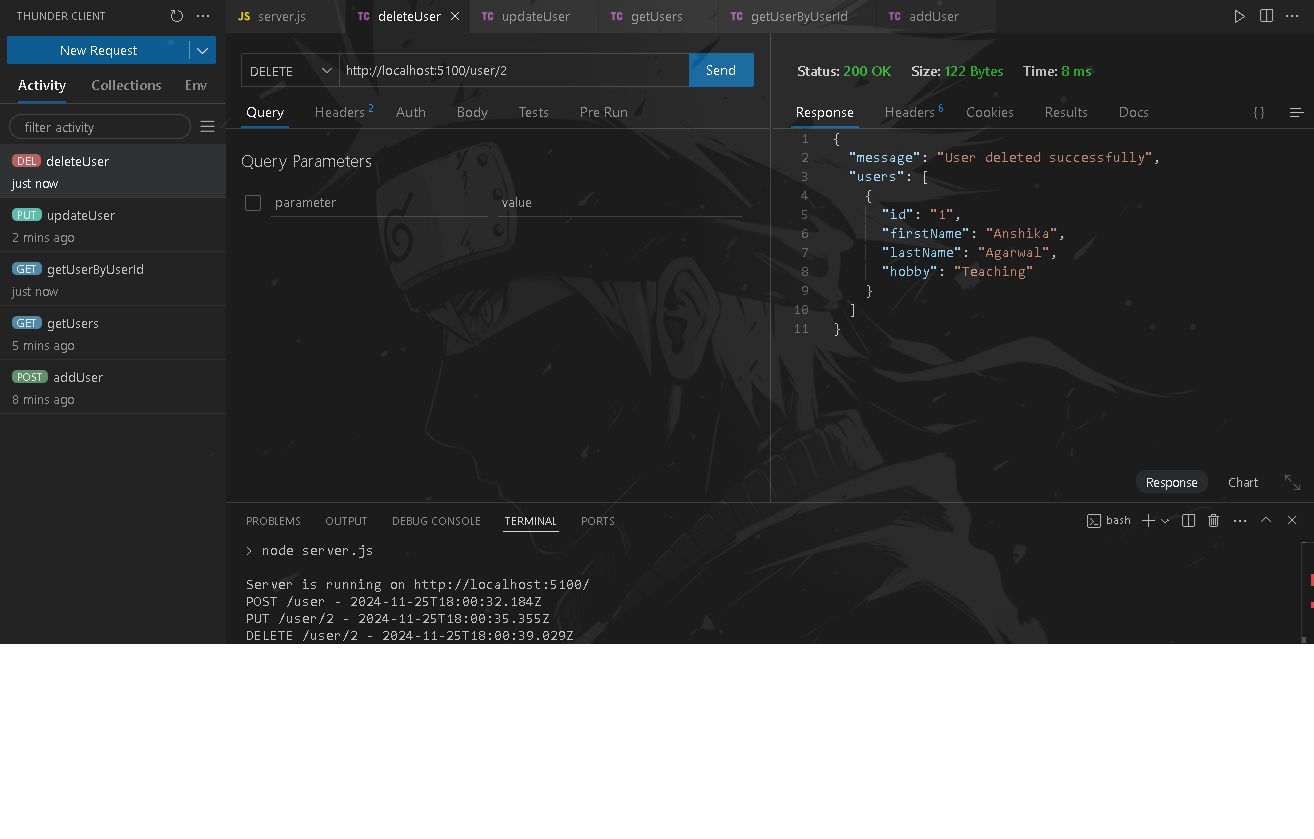 THUNDER CLIENT
New Request
Activity Collections Env
filter activity
DEL deleteUser
just now
PUT updateUser
2 mins ago
GET getUserByUserId
just now
GET getUsers
5 mins ago
POST addUser
8 mins ago
JS server.js TC deleteUser TC updateUser TC getUsers TC getUserByUserId TC addUser
DELETE http://localhost:5100/user/2 Send
Query Headers 2 Auth Body Tests Pre Run
Query Parameters
parameter value
Status: 200 OK Size: 122 Bytes Time: 8 ms
Response Headers 6 Cookies Results Docs {}
1 {
2 "message": "User deleted successfully",
3 "users": [
4 {
5 "id": "1",
6 "firstName": "Anshika",
7 "lastName": "Agarwal",
8 "hobby": "Teaching"
9 }
10 ]
11 }
Response Chart
PROBLEMS OUTPUT DEBUG CONSOLE TERMINAL PORTS bash
> node server.js
Server is running on http://localhost:5100/
POST /user - 2024-11-25T18:00:32.184Z
PUT /user/2 - 2024-11-25T18:00:35.355Z
DELETE /user/2 - 2024-11-25T18:00:39.029Z